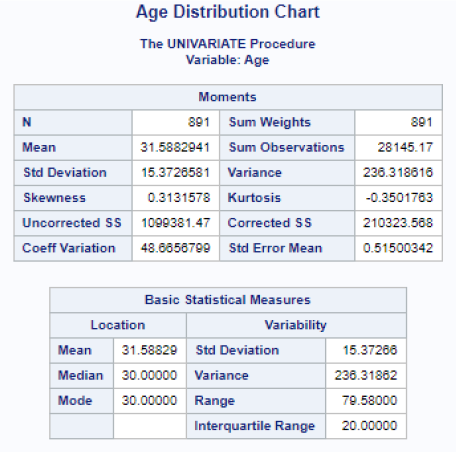 Age Distribution Chart
The UNIVARIATE Procedure
Variable: Age
Moments
N 891 Sum Weights 891
Mean 31.5882941 Sum Observations 28145.17
Std Deviation 15.3726581 Variance 236.318616
Skewness 0.3131578 Kurtosis -0.3501763
Uncorrected SS 1099381.47 Corrected SS 210323.568
Coeff Variation 48.6656799 Std Error Mean 0.51500342
Basic Statistical Measures
Location Variability
Mean 31.58829 Std Deviation 15.37266
Median 30.00000 Variance 236.31862
Mode 30.00000 Range 79.58000
Interquartile Range 20.00000